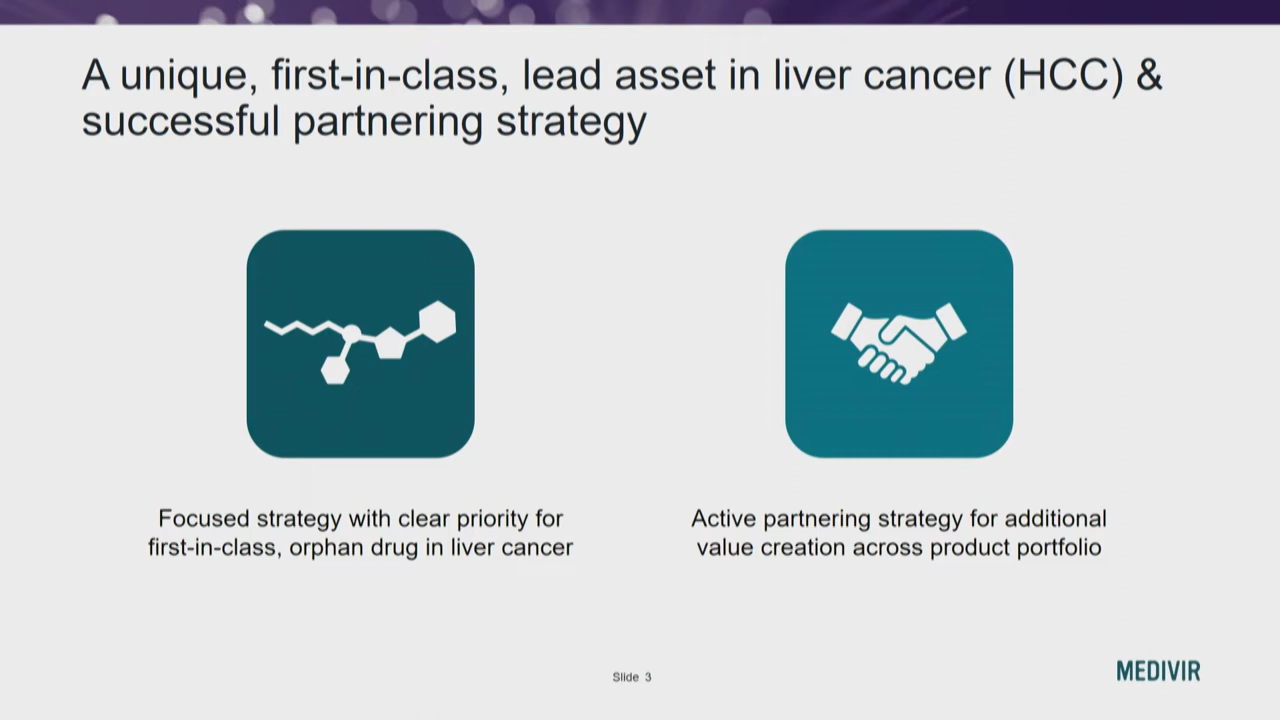 A unique, first-in-class, lead asset in liver cancer (HCC) &
successful partnering strategy
Focused strategy with clear priority for
first-in-class, orphan drug in liver cancer
Active partnering strategy for additional
value creation across product portfolio
Slide 3
MEDIVIR